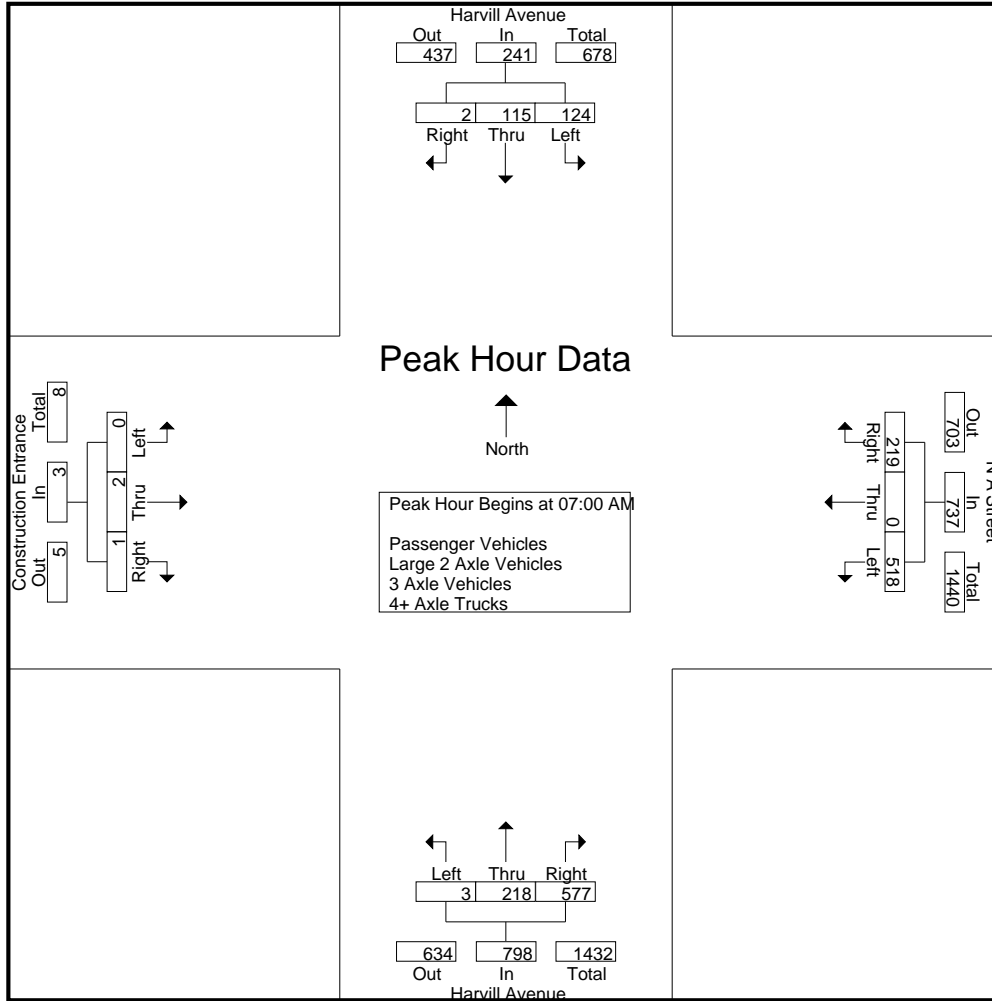 Harvill Avenue
Out In Total
437 241 678
2 115 124
Right Thru Left
Peak Hour Data
North
Peak Hour Begins at 07:00 AM
Passenger Vehicles
Large 2 Axle Vehicles
3 Axle Vehicles
4+ Axle Trucks
Construction Entrance
Out In Total
5 3 8
1 2 0
Right Thru Left
N A Street
Out In Total
703 737 1440
219 0 518
Right Thru Left
Left Thru Right
3 218 577
634 798 1432
Out In Total
Harvill Avenue